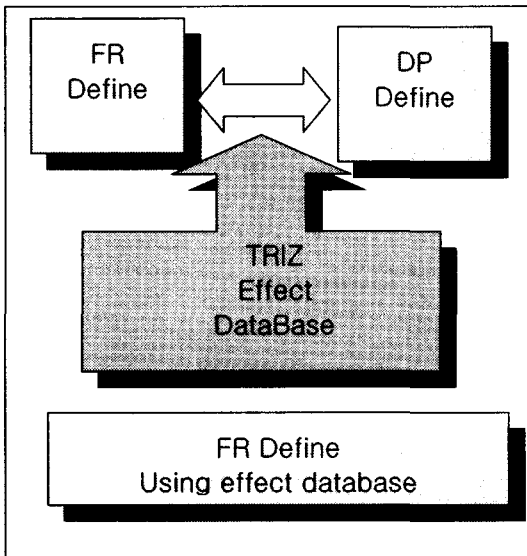 FR
Define
DP
Define
TRIZ
Effect
DataBase
FR Define
Using effect database